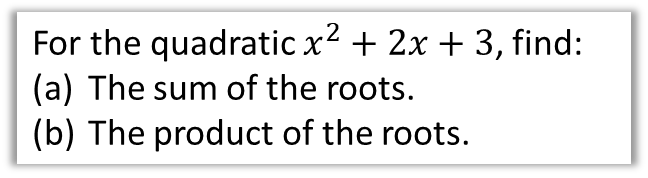 For the quadratic x² + 2x + 3, find:
(a) The sum of the roots.
(b) The product of the roots.